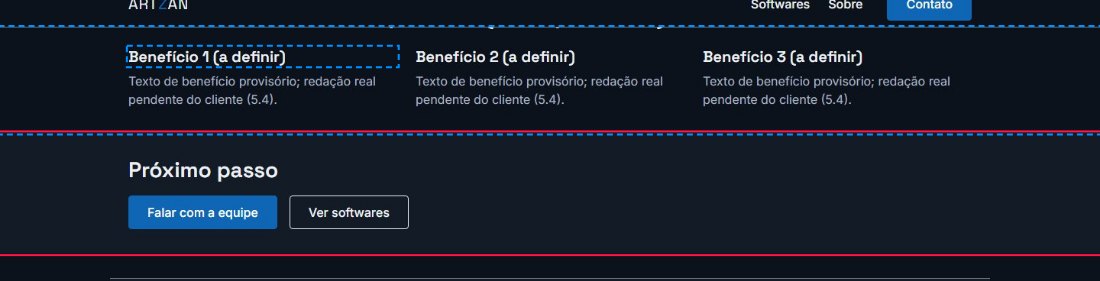 ARTZAN
Softwares Sobre Contato
Benefício 1 (a definir)
Texto de benefício provisório; redação real
pendente do cliente (5.4).
Benefício 2 (a definir)
Texto de benefício provisório; redação real
pendente do cliente (5.4).
Benefício 3 (a definir)
Texto de benefício provisório; redação real
pendente do cliente (5.4).
Próximo passo
Falar com a equipe Ver softwares